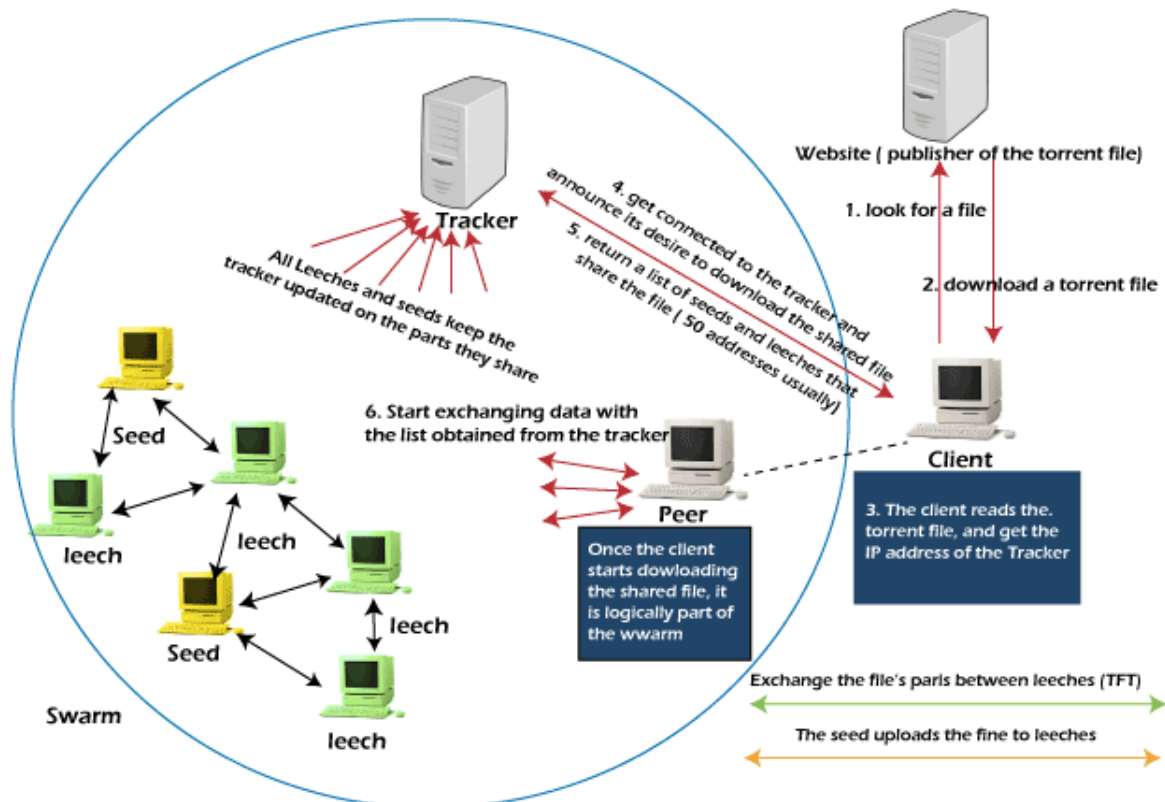 Website ( publisher of the torrent file)
1. look for a file
2. download a torrent file
Tracker
4. get connected to the tracker and
announce its desire to download the shared file
5. return a list of seeds and leeches that
share the file ( 50 addresses usually)
All Leeches and seeds keep the
tracker updated on the parts they share
6. Start exchanging data with
the list obtained from the tracker
Client
3. The client reads the.
torrent file, and get the
IP address of the Tracker
Peer
Once the client
starts dowloading
the shared file, it
is logically part of
the wwarm
Seed
leech
leech
Seed
leech
leech
Swarm
Exchange the file's paris between leeches (TFT)
The seed uploads the fine to leeches